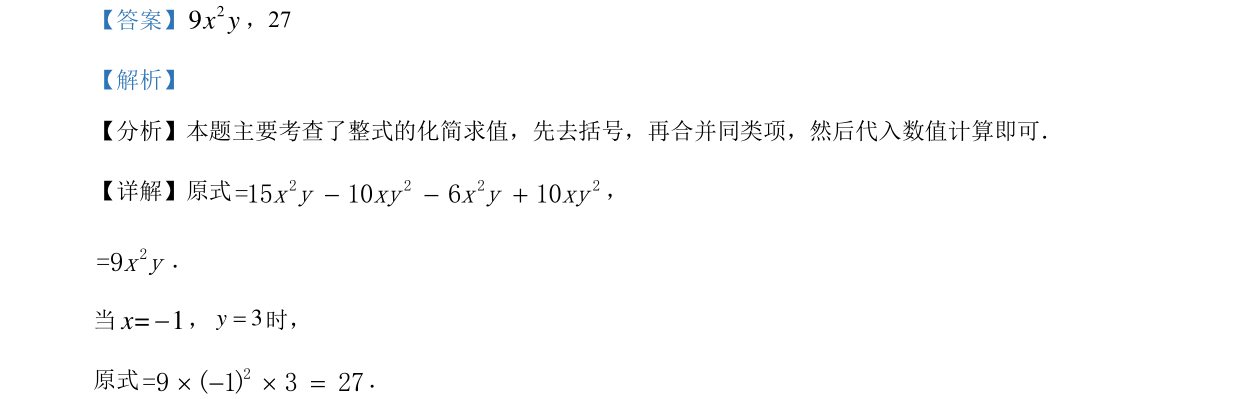 【答案】9x²y，27
【解析】
【分析】本题主要考查了整式的化简求值，先去括号，再合并同类项，然后代入数值计算即可．
【详解】原式=15x²y − 10xy² − 6x²y + 10xy²，
=9x²y．
当 x=−1， y=3时，
原式=9 × (−1)² × 3 = 27．